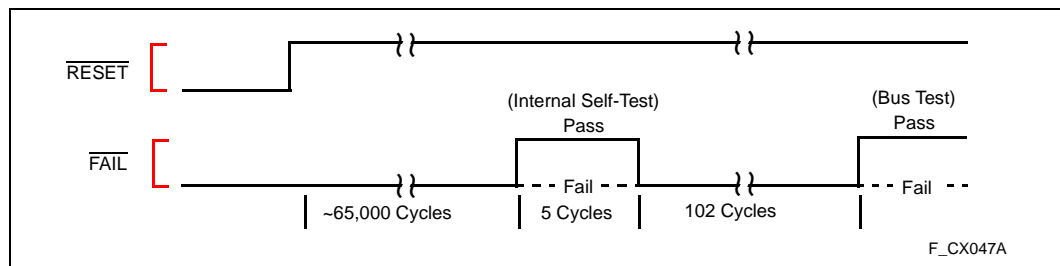 RESET
(Internal Self-Test)
Pass
(Bus Test)
Pass
FAIL
Fail
Fail
~65,000 Cycles
5 Cycles
102 Cycles
F_CX047A